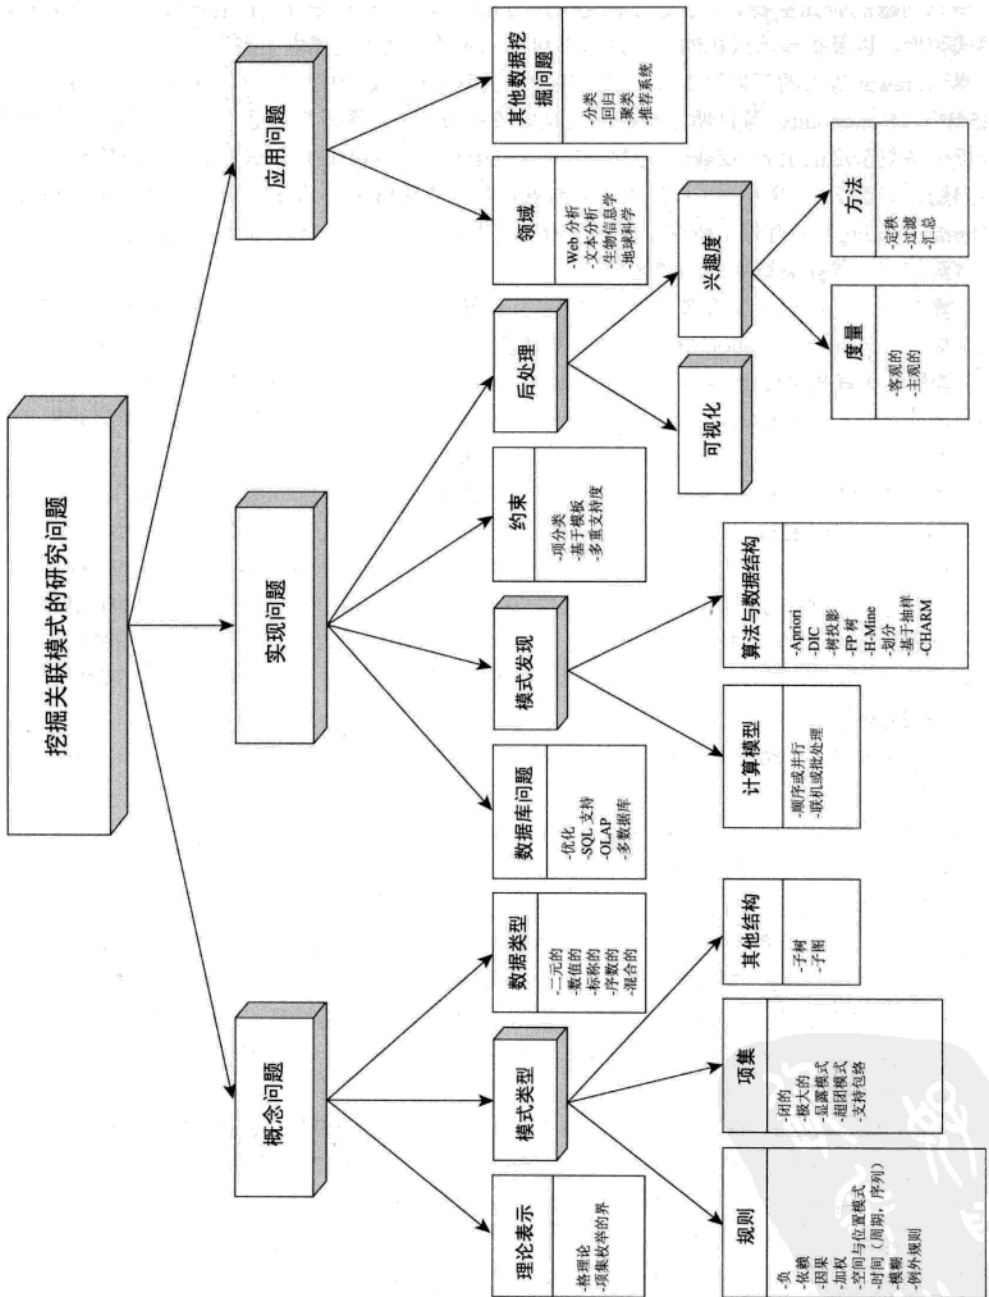 挖掘关联模式的研究问题
概念问题
实现问题
应用问题
理论表示
-格理论
-项集枚举的界
模式类型
数据类型
-二元的
-数值的
-标称的
-序数的
-混合的
数据库问题
-优化
-SQL 支持
-OLAP
-多数据库
模式发现
约束
-项分类
-基于模板
-多重支持度
后处理
领域
-Web 分析
-文本分析
-生物信息学
-地球科学
其他数据挖
掘问题
-分类
-回归
-聚类
-推荐系统
规则
-负
-依赖
-因果
-加权
-空间与位置模式
-时间（周期，序列）
-模糊
-例外规则
项集
-闭的
-极大的
-显露模式
-超团模式
-支持包络
其他结构
-子树
-子图
计算模型
-顺序或并行
-联机或批处理
算法与数据结构
-Apriori
-DIC
-树投影
-FP 树
-H-Mine
-划分
-基于抽样
-CHARM
可视化
兴趣度
度量
-客观的
-主观的
方法
-定秩
-过滤
-汇总